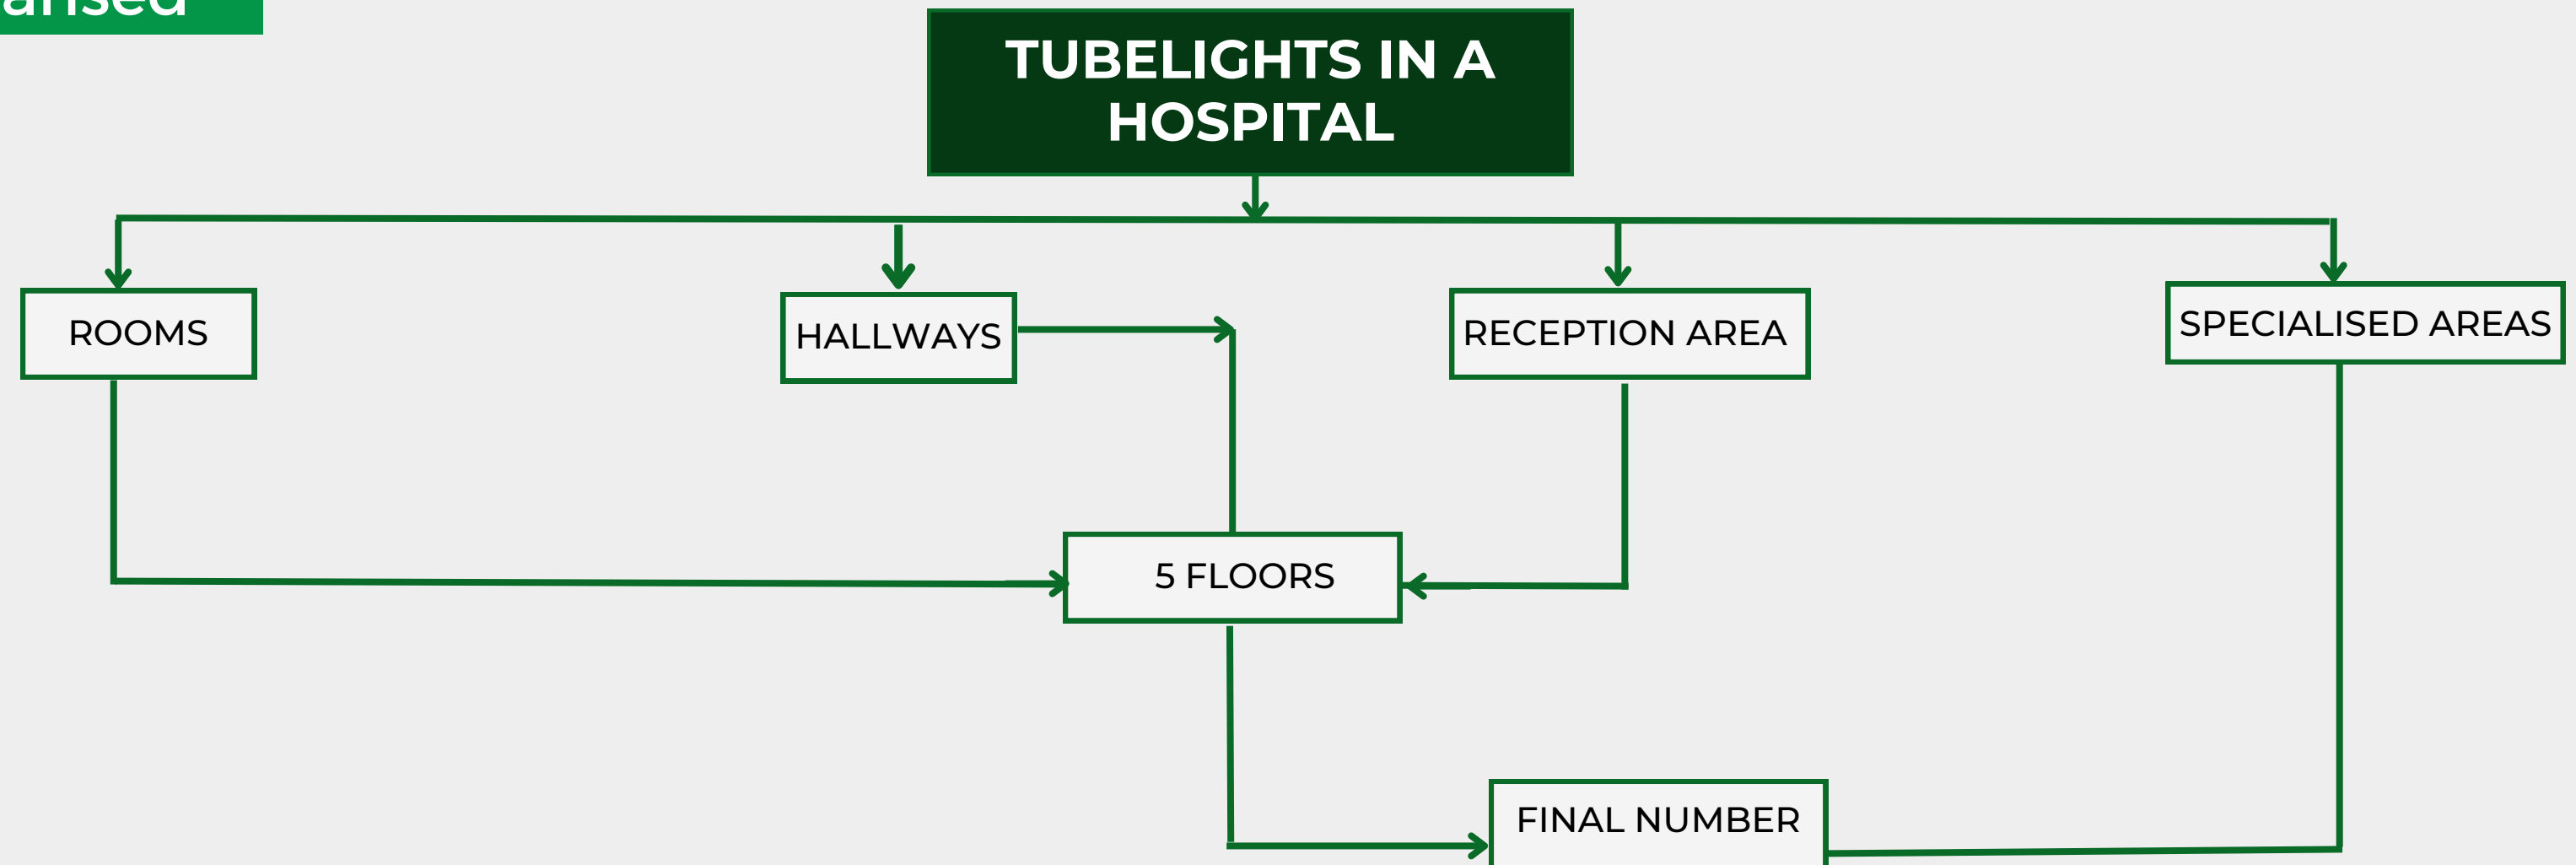 TUBELIGHTS IN A
HOSPITAL
ROOMS
HALLWAYS
RECEPTION AREA
SPECIALISED AREAS
5 FLOORS
FINAL NUMBER